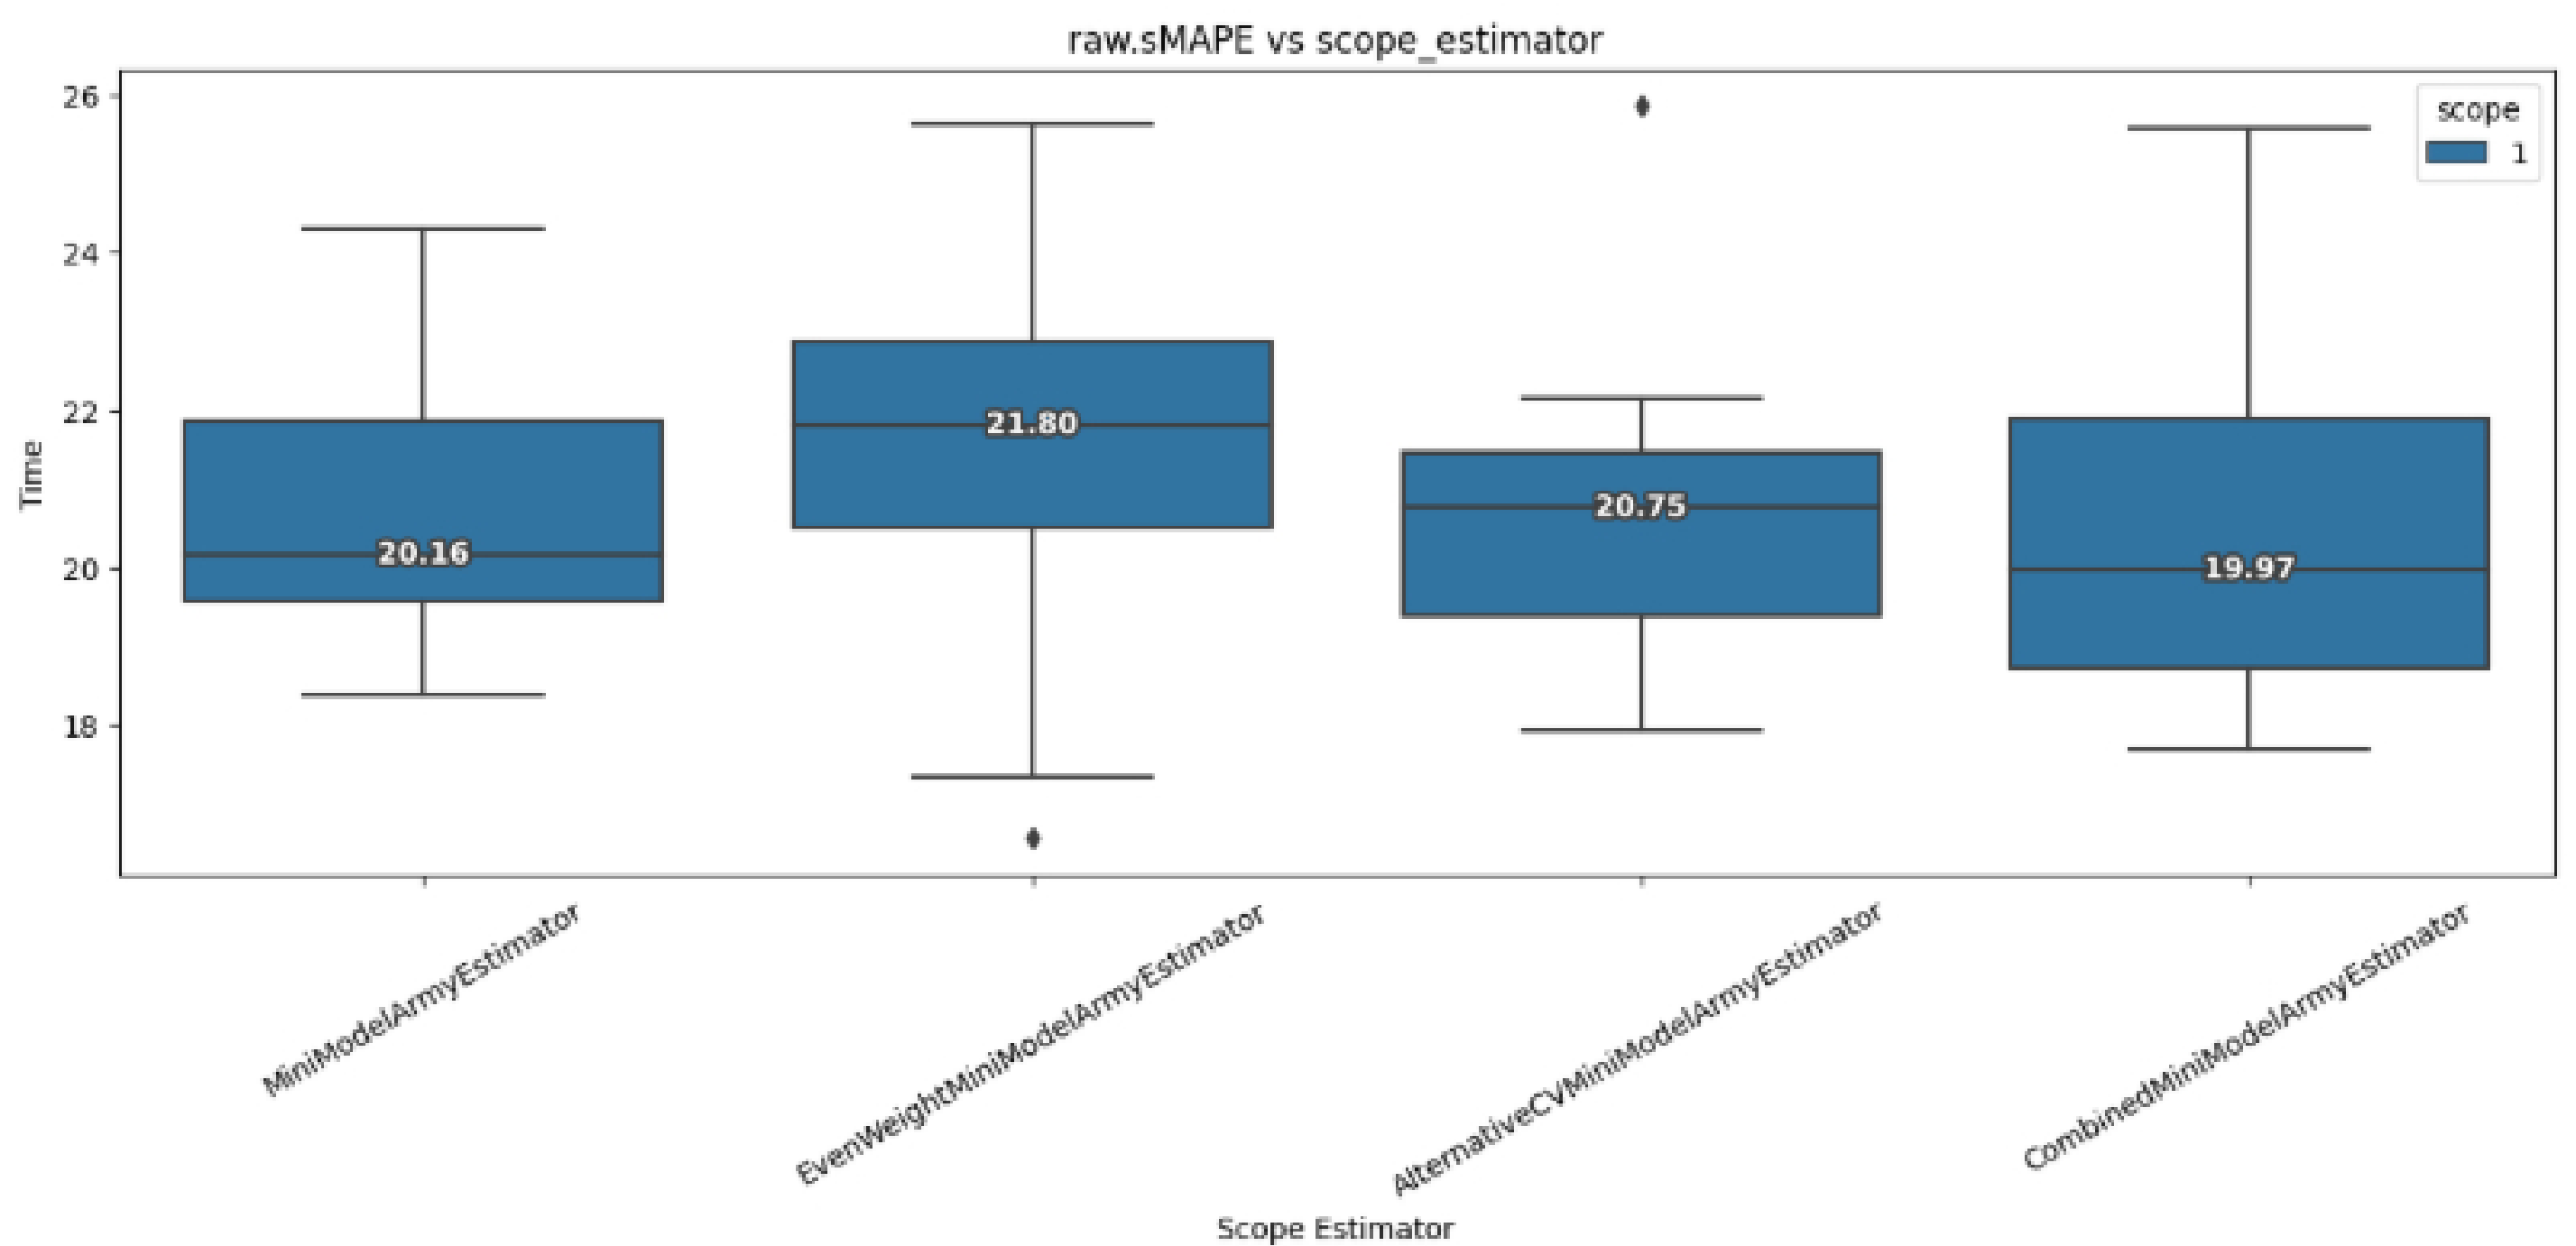 raw.sMAPE vs scope_estimator
26
24
22
20
18
Time
scope
1
20.16
21.80
20.75
19.97
MiniModelArmyEstimator
EvenWeightMiniModelArmyEstimator
AlternativeCVMiniModelArmyEstimator
CombinedMiniModelArmyEstimator
Scope Estimator